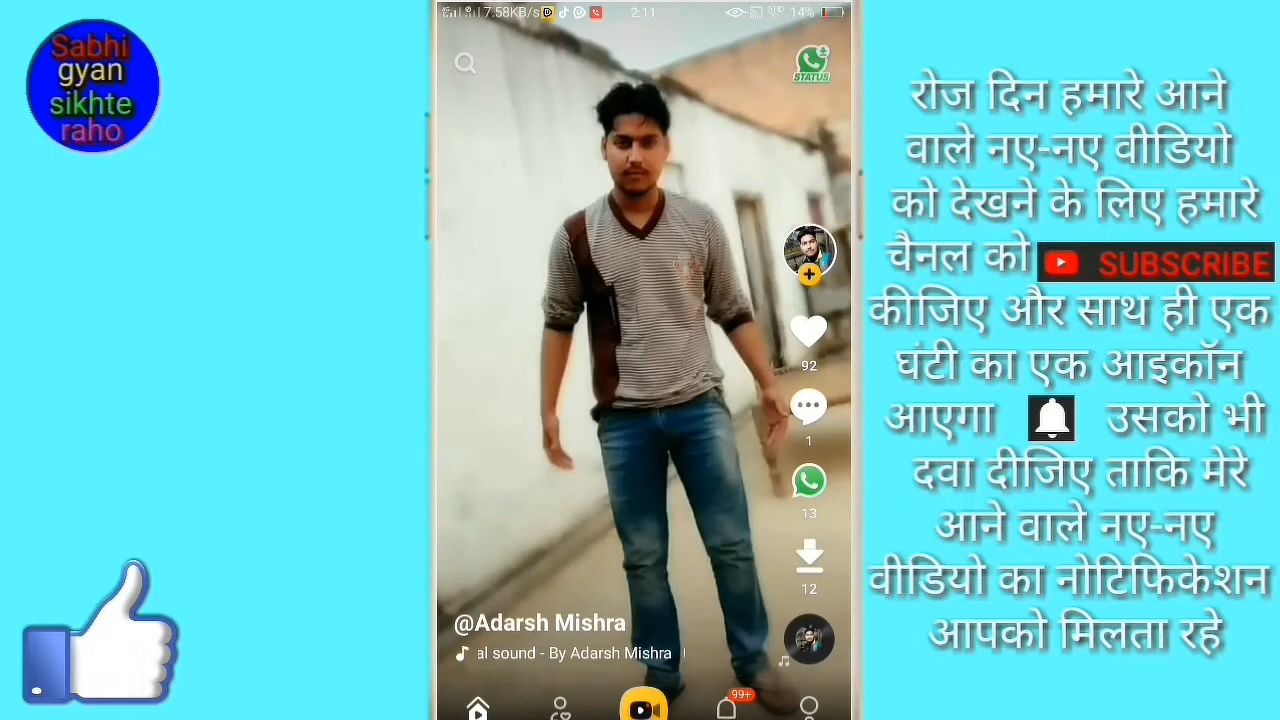 Sabhi
gyan
sikhte
raho
7.58KB/s
2:11
14%
STATUS
92
1
13
12
@Adarsh Mishra
al sound - By Adarsh Mishra
99+
रोज दिन हमारे आने
वाले नए-नए वीडियो
को देखने के लिए हमारे
चैनल को SUBSCRIBE
कीजिए और साथ ही एक
घंटी का एक आइकॉन
आएगा उसको भी
दवा दीजिए ताकि मेरे
आने वाले नए-नए
वीडियो का नोटिफिकेशन
आपको मिलता रहे